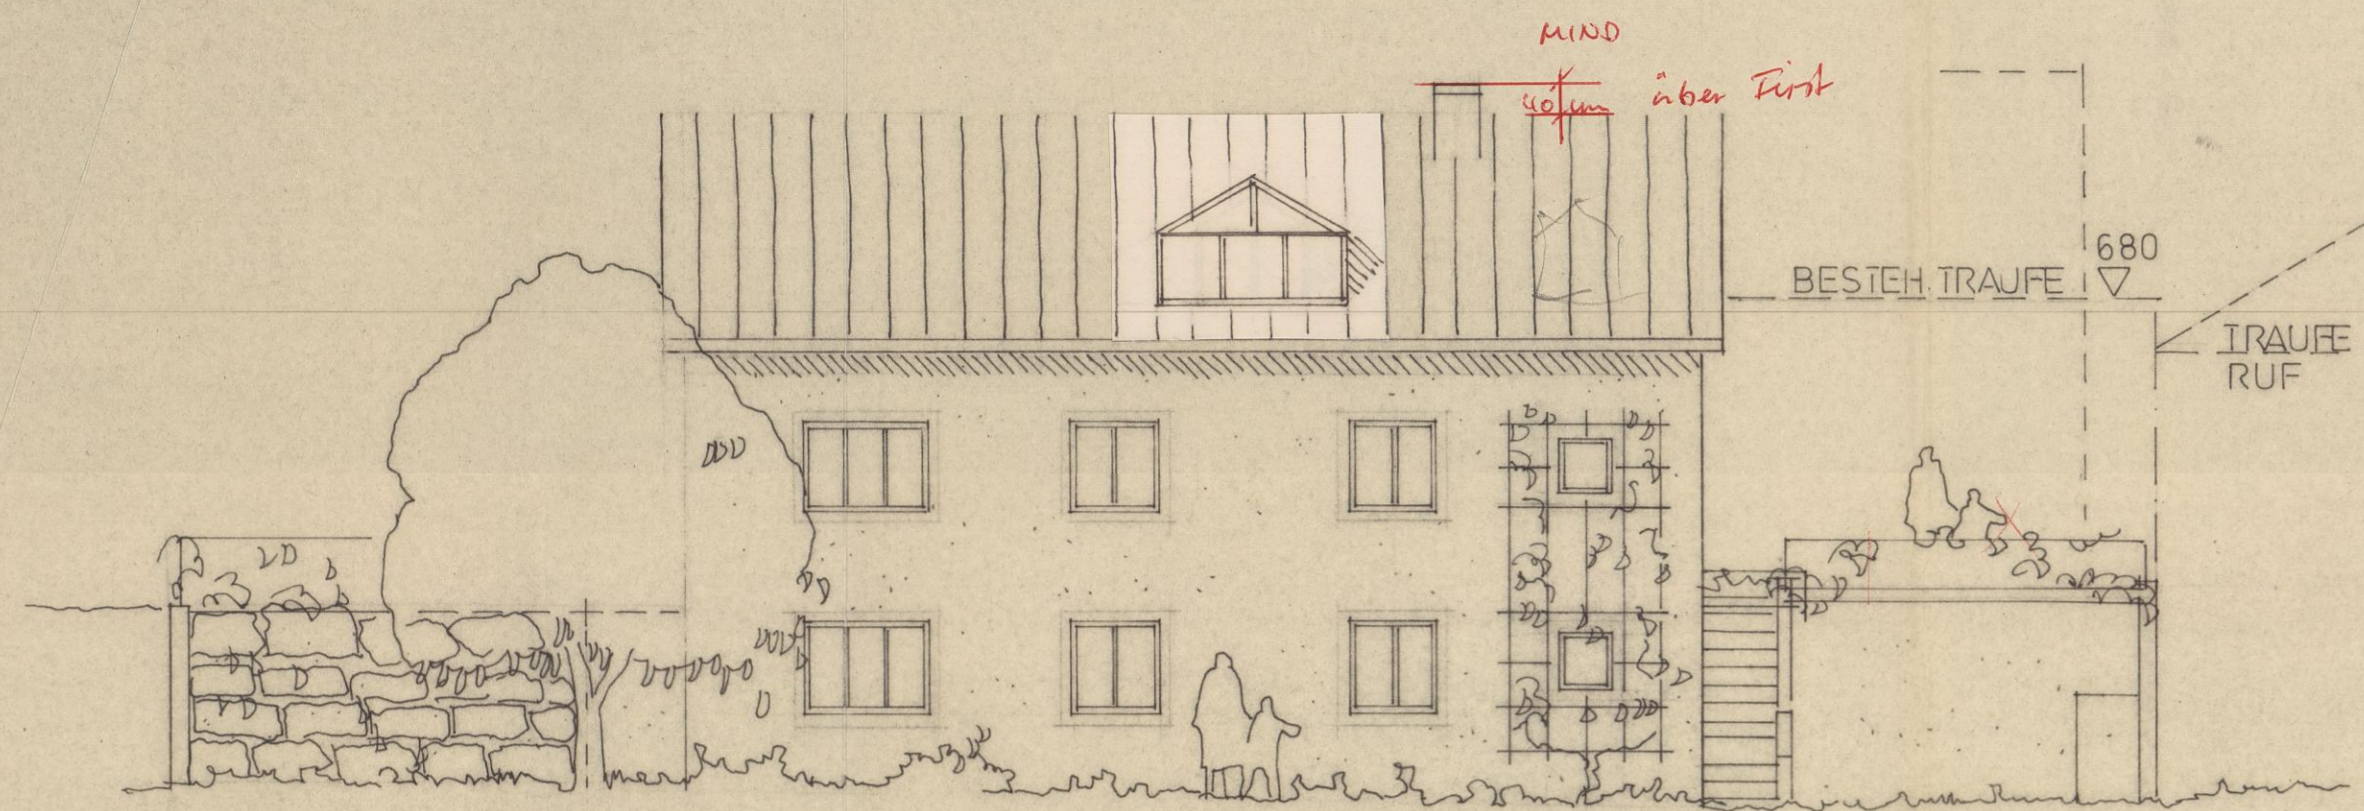 MIND
40 cm über First
680
BESTEH. TRAUFE
TRAUFE
RUF